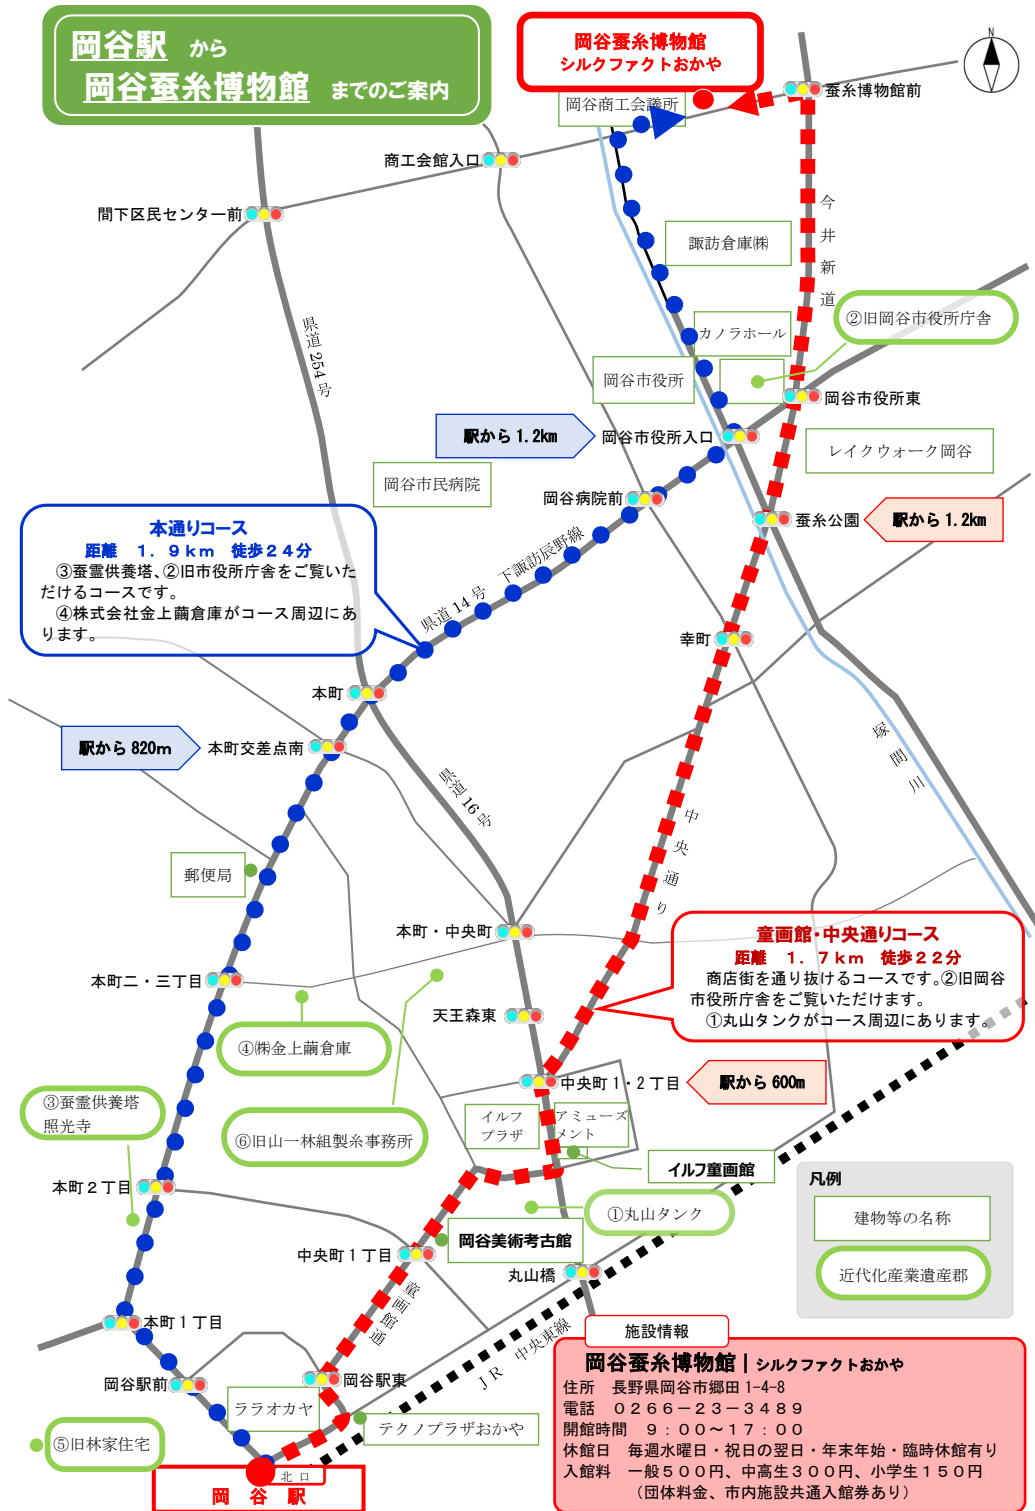 岡谷駅 から
岡谷蚕糸博物館 までのご案内
岡谷蚕糸博物館
シルクファクトおかや
N
岡谷商工会議所
蚕糸博物館前
商工会館入口
間下区民センター前
今井新道
諏訪倉庫㈱
県道254号
カノラホール
②旧岡谷市役所庁舎
岡谷市役所
岡谷市役所東
駅から1.2km
岡谷市役所入口
レイクウォーク岡谷
岡谷市民病院
岡谷病院前
蚕糸公園
駅から1.2km
本通りコース
距離 1.9km 徒歩24分
③蚕霊供養塔、②旧市役所庁舎をご覧いた
だけるコースです。
④株式会社金上繭倉庫がコース周辺にあ
ります。
県道14号 下諏訪辰野線
幸町
本町
駅から820m
本町交差点南
塚間川
県道16号
中央通り
郵便局
本町・中央町
童画館・中央通りコース
距離 1.7km 徒歩22分
商店街を通り抜けるコースです。②旧岡谷
市役所庁舎をご覧いただけます。
①丸山タンクがコース周辺にあります。
本町二・三丁目
天王森東
④㈱金上繭倉庫
中央町1・2丁目
駅から600m
③蚕霊供養塔
照光寺
イルフ
プラザ
アミューズ
メント
⑥旧山一林組製糸事務所
イルフ童画館
本町2丁目
①丸山タンク
岡谷美術考古館
中央町1丁目
丸山橋
凡例
建物等の名称
近代化産業遺産郡
童画館通
本町1丁目
JR 中央東線
岡谷駅前
岡谷駅東
ララオカヤ
テクノプラザおかや
⑤旧林家住宅
北口
岡谷駅
施設情報
岡谷蚕糸博物館|シルクファクトおかや
住所 長野県岡谷市郷田1-4-8
電話 0266-23-3489
開館時間 9:00～17:00
休館日 毎週水曜日・祝日の翌日・年末年始・臨時休館有り
入館料 一般500円、中高生300円、小学生150円
(団体料金、市内施設共通入館券あり)